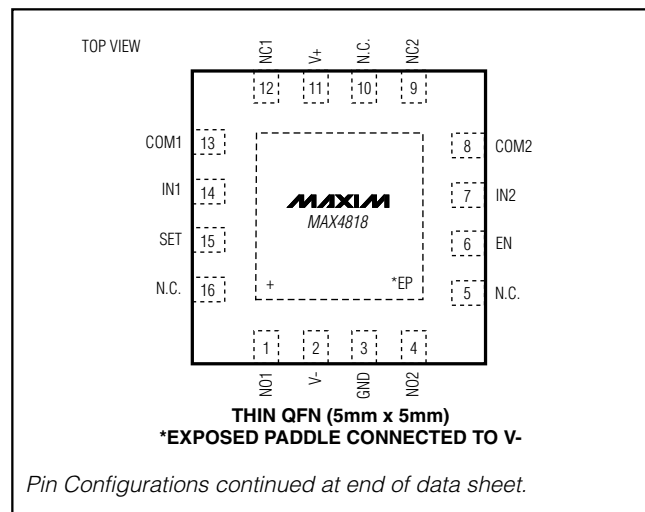 TOP VIEW
NC1 V+ N.C. NC2
12 11 10 9
COM1 13 8 COM2
IN1 14 7 IN2
SET 15 6 EN
N.C. 16 5 N.C.
MAXIM
MAX4818
+ *EP
1 2 3 4
NO1 V- GND NO2
THIN QFN (5mm x 5mm)
*EXPOSED PADDLE CONNECTED TO V-
Pin Configurations continued at end of data sheet.